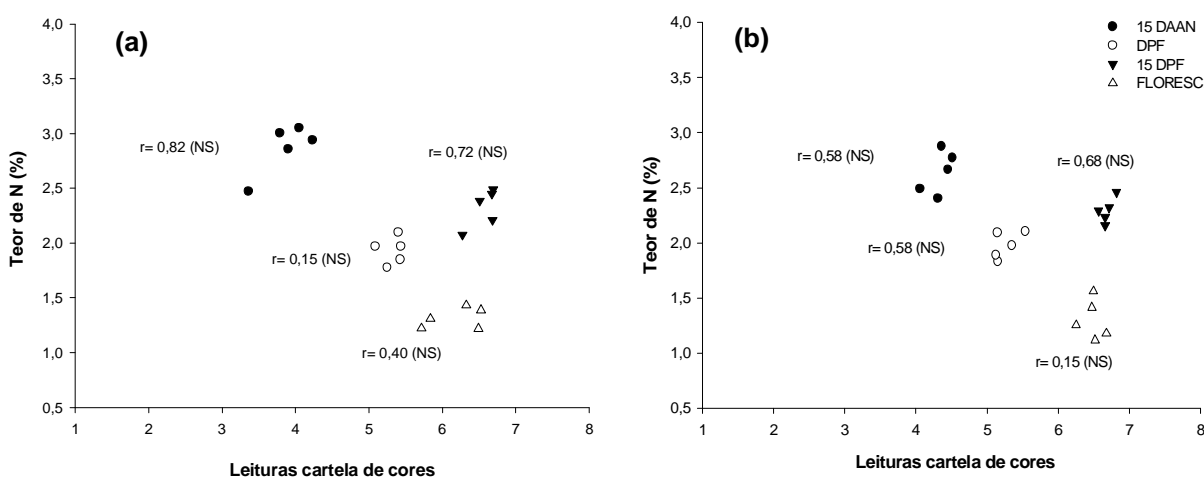 (a)
4,0
3,5
3,0
2,5
2,0
1,5
1,0
0,5
Teor de N (%)
r= 0,82 (NS)
r= 0,72 (NS)
r= 0,15 (NS)
r= 0,40 (NS)
1 2 3 4 5 6 7 8
Leituras cartela de cores
(b)
15 DAAN
DPF
15 DPF
FLORESC
4,0
3,5
3,0
2,5
2,0
1,5
1,0
0,5
Teor de N (%)
r= 0,58 (NS)
r= 0,68 (NS)
r= 0,58 (NS)
r= 0,15 (NS)
1 2 3 4 5 6 7 8
Leituras cartela de cores